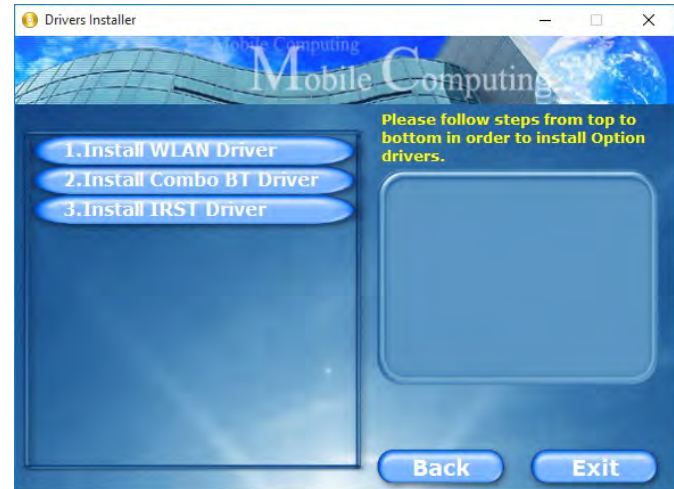 Drivers Installer
Mobile Computing
Mobile Computing
Please follow steps from top to
bottom in order to install Option
drivers.
1.Install WLAN Driver
2.Install Combo BT Driver
3.Install IRST Driver
Back
Exit